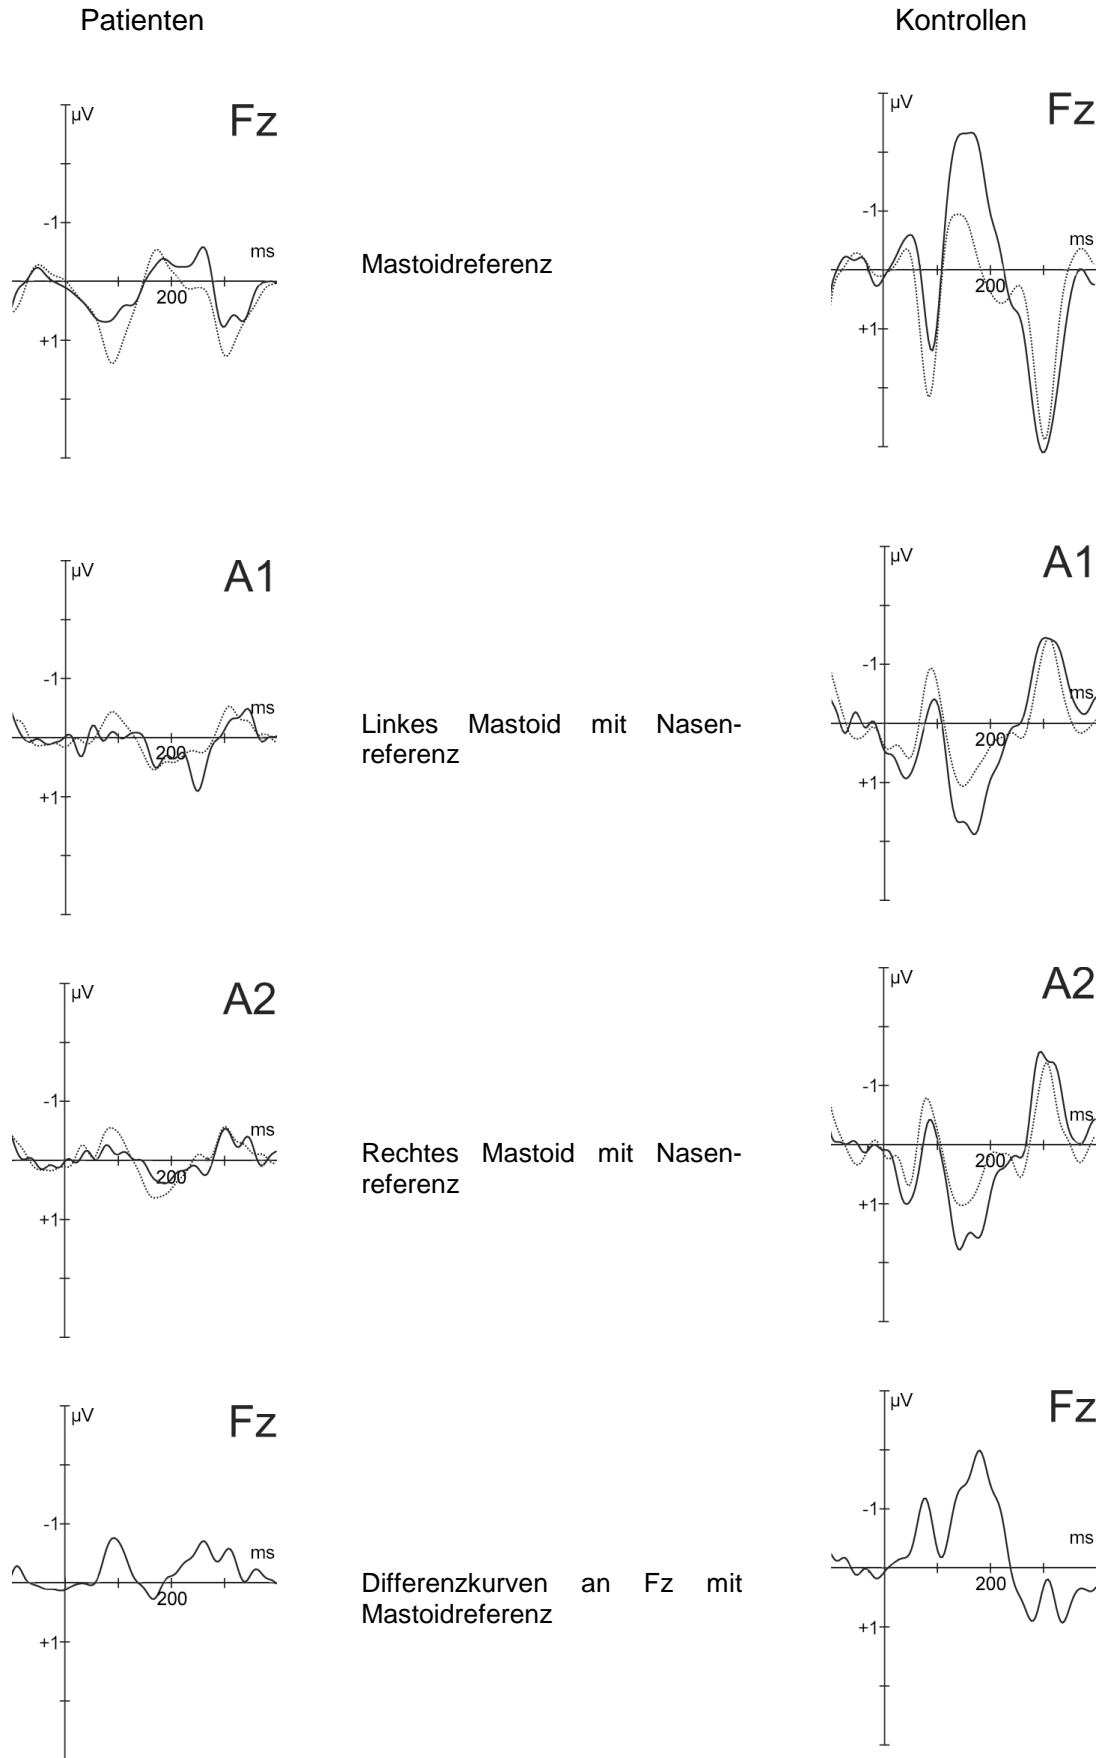 Patienten
Kontrollen
µV
Fz
-1
ms
200
+1
Mastoidreferenz
µV
Fz
-1
ms
200
+1
µV
A1
-1
ms
200
+1
Linkes Mastoid mit Nasen-
referenz
µV
A1
-1
ms
200
+1
µV
A2
-1
ms
200
+1
Rechtes Mastoid mit Nasen-
referenz
µV
A2
-1
ms
200
+1
µV
Fz
-1
ms
200
+1
Differenzkurven an Fz mit
Mastoidreferenz
µV
Fz
-1
ms
200
+1